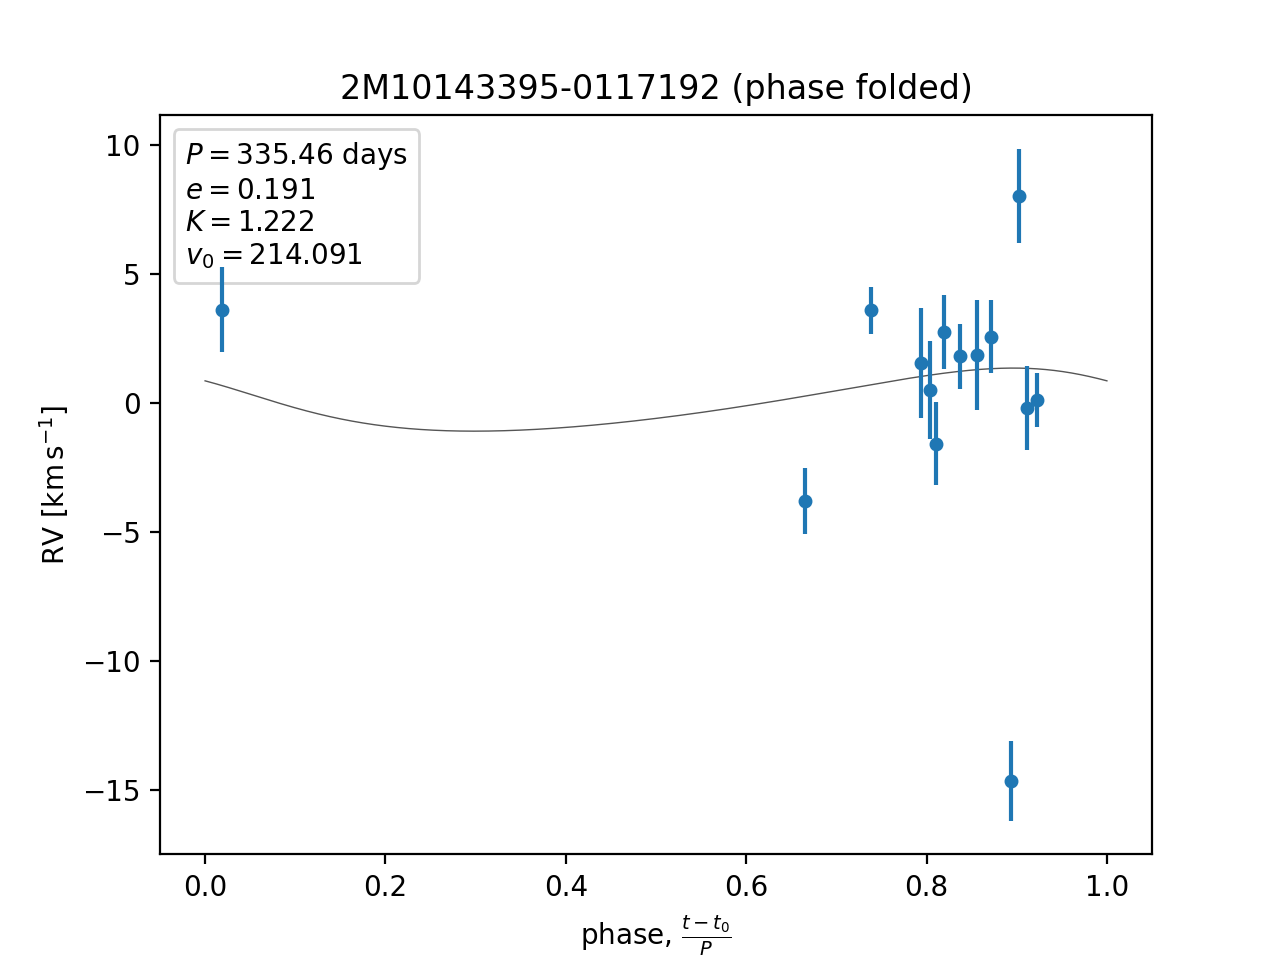 2M10143395-0117192 (phase folded)
P = 335.46 days
e = 0.191
K = 1.222
v₀ = 214.091
RV [km s⁻¹]
10
5
0
−5
−10
−15
0.0 0.2 0.4 0.6 0.8 1.0
phase, (t − t₀)/P